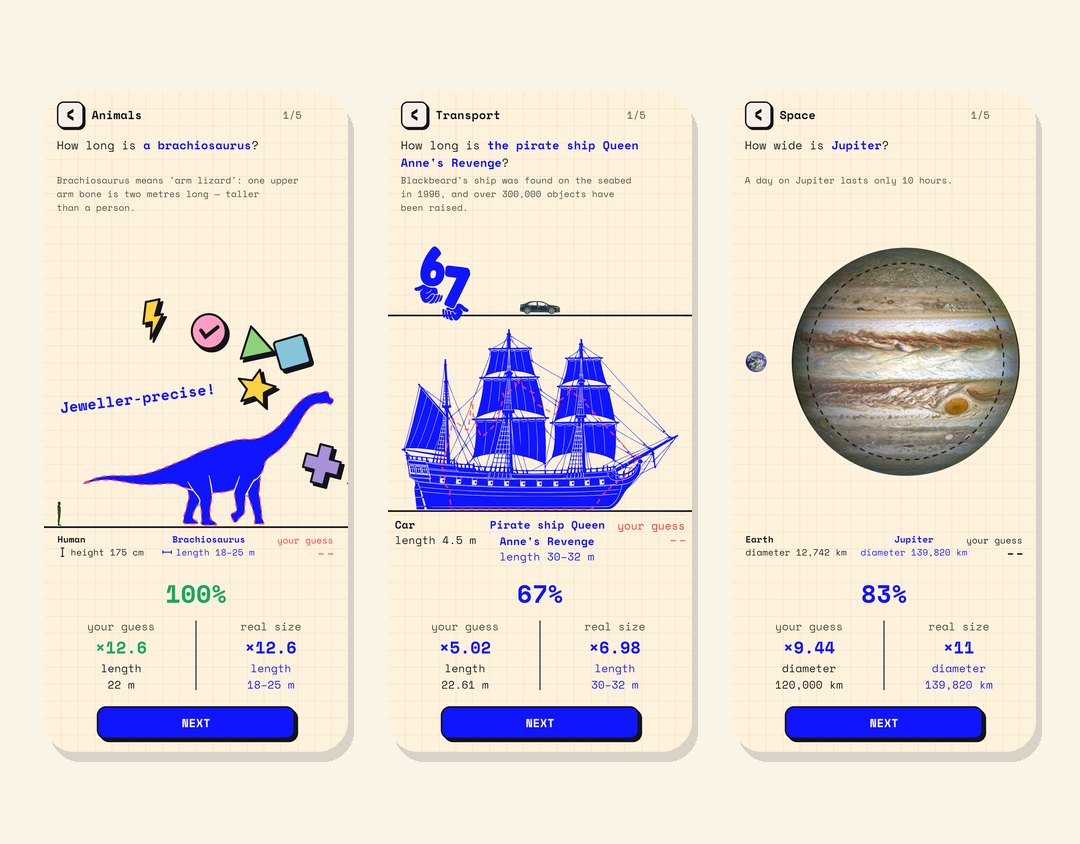 Animals
1/5
How long is a brachiosaurus?
Brachiosaurus means 'arm lizard': one upper
arm bone is two metres long — taller
than a person.
Jeweller-precise!
Human
height 175 cm
Brachiosaurus
length 18–25 m
your guess
100%
your guess
×12.6
length
22 m
real size
×12.6
length
18–25 m
NEXT
Transport
1/5
How long is the pirate ship Queen
Anne's Revenge?
Blackbeard's ship was found on the seabed
in 1996, and over 300,000 objects have
been raised.
67
Car
length 4.5 m
Pirate ship Queen
Anne's Revenge
length 30–32 m
your guess
67%
your guess
×5.02
length
22.61 m
real size
×6.98
length
30–32 m
NEXT
Space
1/5
How wide is Jupiter?
A day on Jupiter lasts only 10 hours.
Earth
diameter 12,742 km
Jupiter
diameter 139,820 km
your guess
83%
your guess
×9.44
diameter
120,000 km
real size
×11
diameter
139,820 km
NEXT